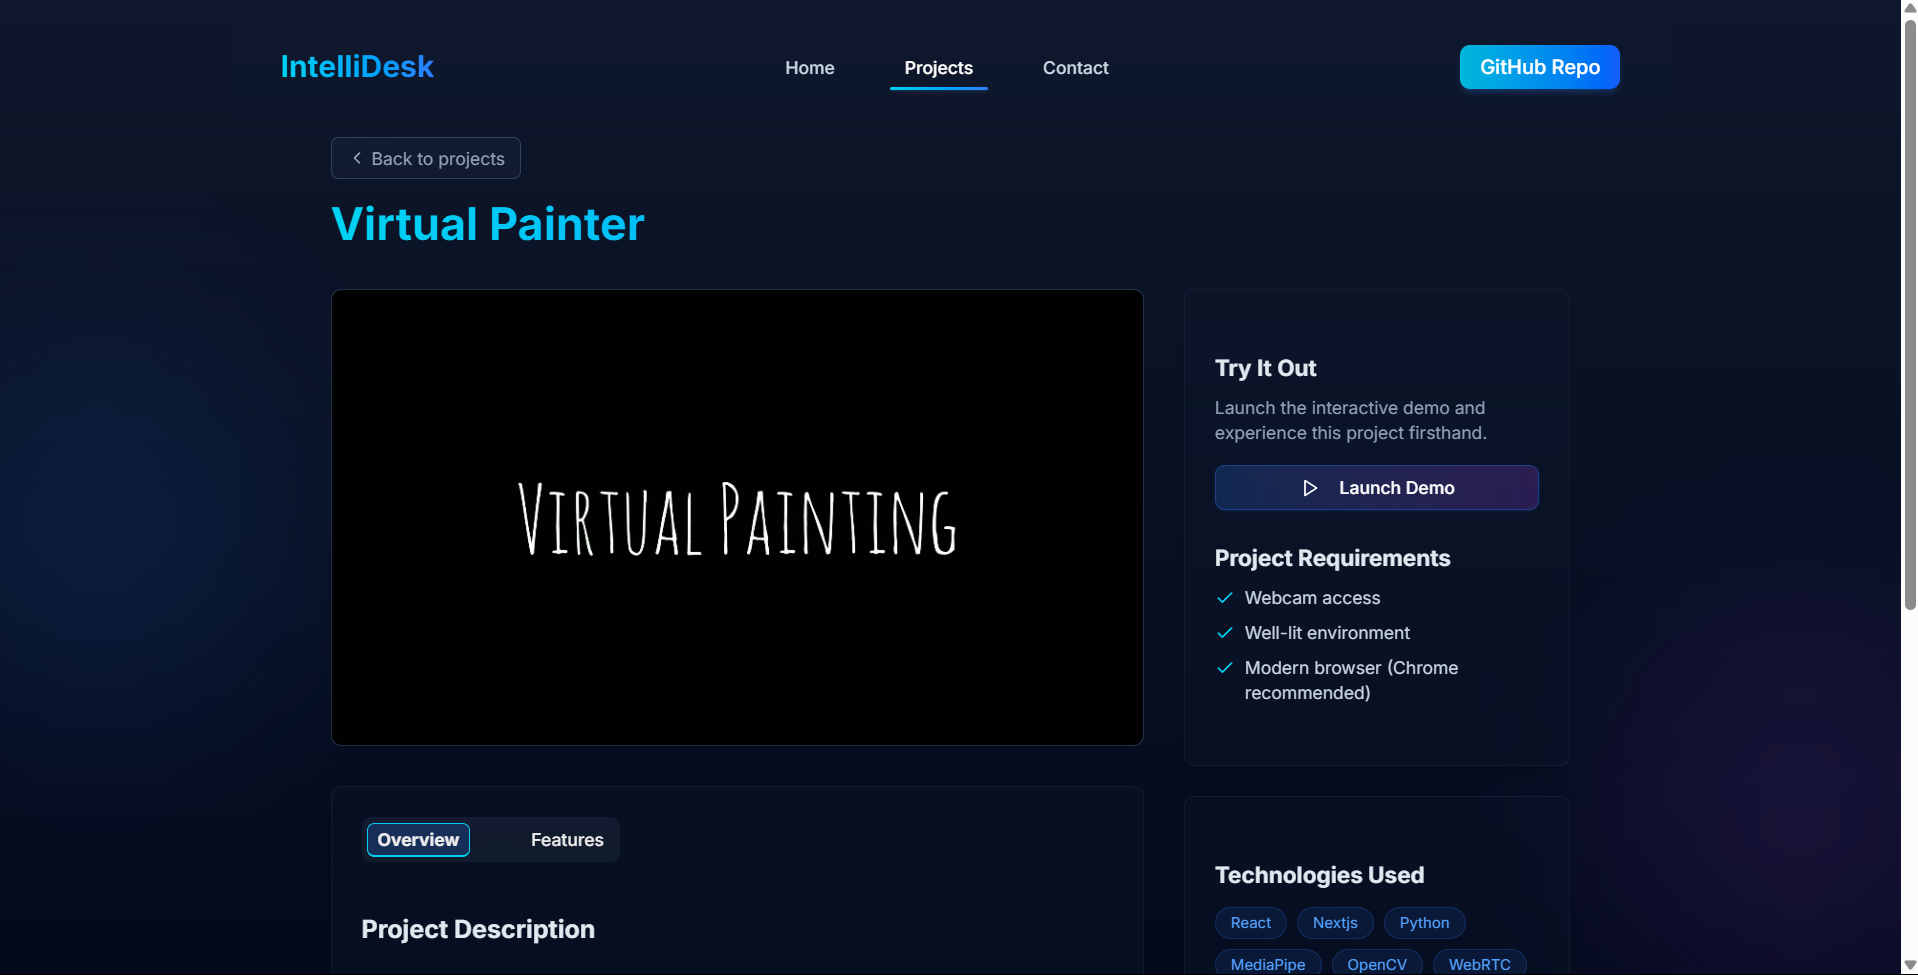 IntelliDesk
Home
Projects
Contact
GitHub Repo
Back to projects
Virtual Painter
VIRTUAL PAINTING
Try It Out
Launch the interactive demo and
experience this project firsthand.
Launch Demo
Project Requirements
Webcam access
Well-lit environment
Modern browser (Chrome
recommended)
Overview
Features
Project Description
Technologies Used
React
Nextjs
Python
MediaPipe
OpenCV
WebRTC